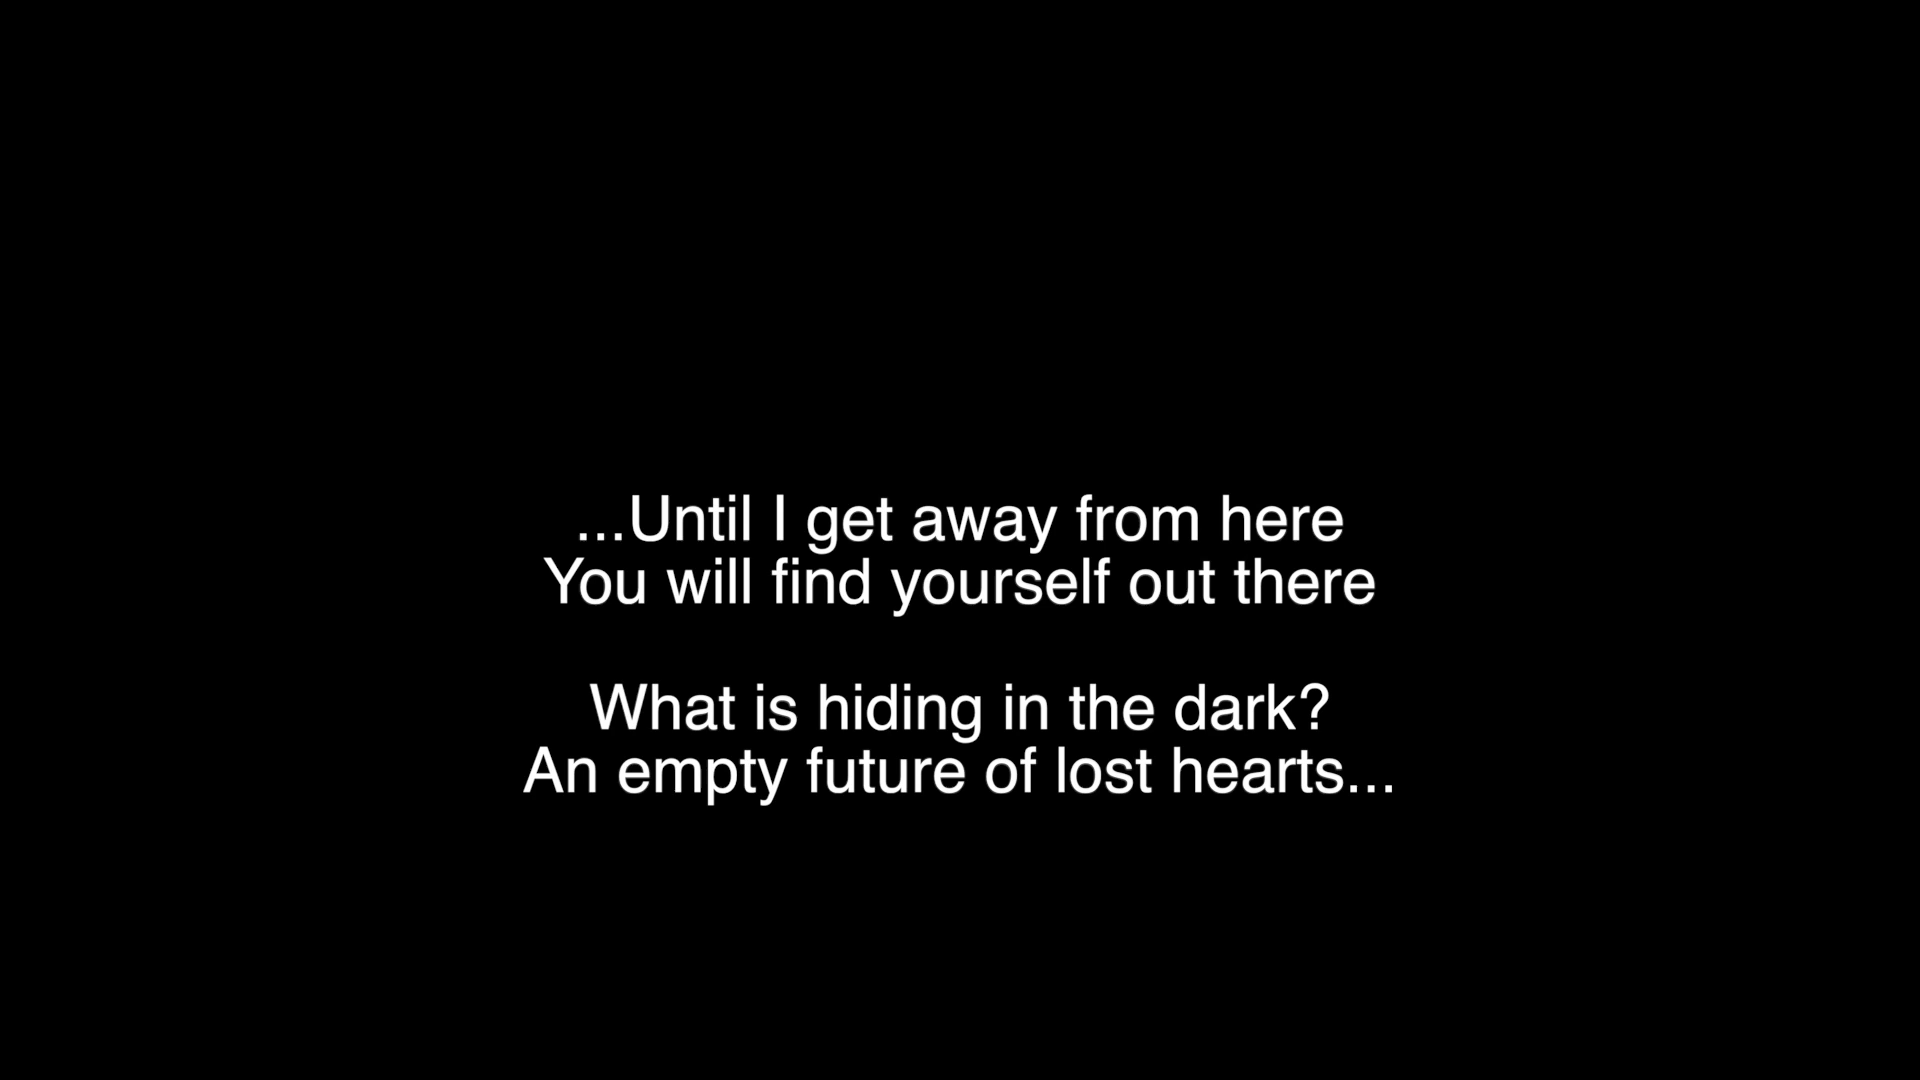 ...Until I get away from here
You will find yourself out there
What is hiding in the dark?
An empty future of lost hearts...